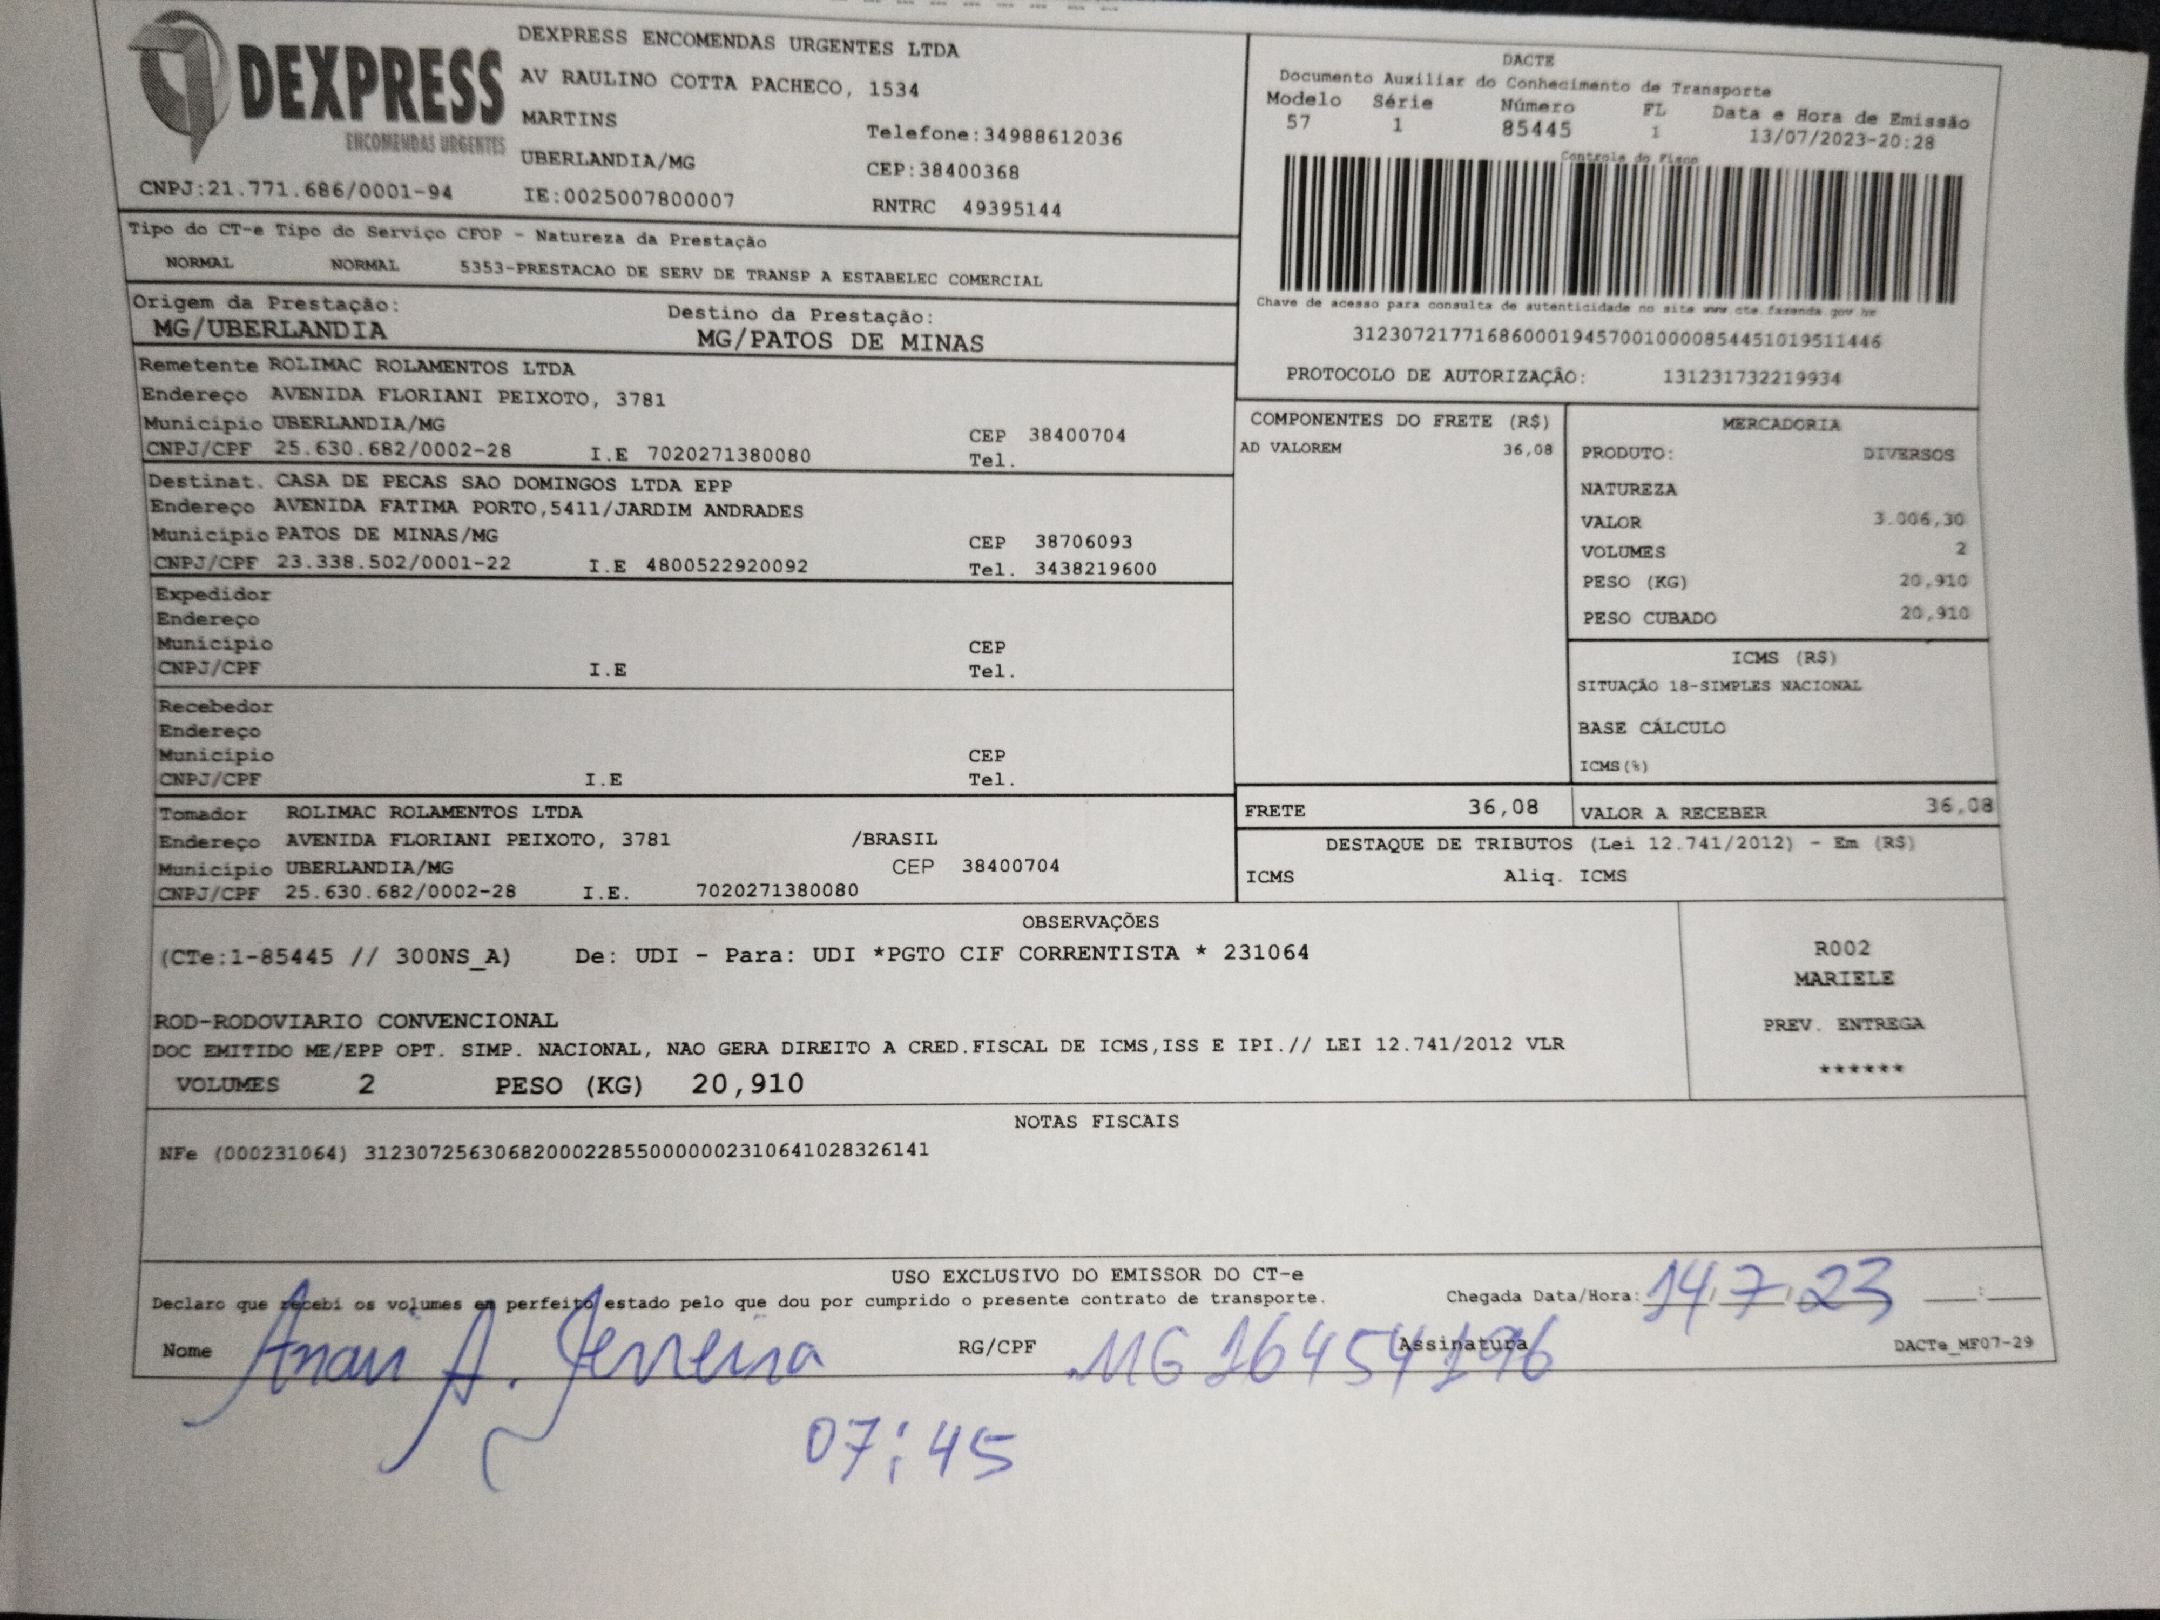 DEXPRESS
ENCOMENDAS URGENTES
CNPJ:21.771.686/0001-94
DEXPRESS ENCOMENDAS URGENTES LTDA
AV RAULINO COTTA PACHECO, 1534
MARTINS
Telefone:34988612036
UBERLANDIA/MG
CEP:38400368
IE:0025007800007
RNTRC 49395144
DACTE
Documento Auxiliar do Conhecimento de Transporte
Modelo Série Número FL Data e Hora de Emissão
57 1 85445 1 13/07/2023-20:28
Controle do Fisco
Chave de acesso para consulta de autenticidade no site www.cte.fazenda.gov.br
31230721771686000194570010000854451019511446
PROTOCOLO DE AUTORIZAÇÃO: 131231732219934
Tipo do CT-e Tipo do Serviço CFOP - Natureza da Prestação
NORMAL NORMAL 5353-PRESTACAO DE SERV DE TRANSP A ESTABELEC COMERCIAL
Origem da Prestação: Destino da Prestação:
MG/UBERLANDIA MG/PATOS DE MINAS
Remetente ROLIMAC ROLAMENTOS LTDA
Endereço AVENIDA FLORIANI PEIXOTO, 3781
Município UBERLANDIA/MG CEP 38400704
CNPJ/CPF 25.630.682/0002-28 I.E 7020271380080 Tel.
Destinat. CASA DE PECAS SAO DOMINGOS LTDA EPP
Endereço AVENIDA FATIMA PORTO,5411/JARDIM ANDRADES
Município PATOS DE MINAS/MG CEP 38706093
CNPJ/CPF 23.338.502/0001-22 I.E 4800522920092 Tel. 3438219600
Expedidor
Endereço
Município CEP
CNPJ/CPF I.E Tel.
Recebedor
Endereço
Município CEP
CNPJ/CPF I.E Tel.
Tomador ROLIMAC ROLAMENTOS LTDA
Endereço AVENIDA FLORIANI PEIXOTO, 3781 /BRASIL
Município UBERLANDIA/MG CEP 38400704
CNPJ/CPF 25.630.682/0002-28 I.E. 7020271380080
COMPONENTES DO FRETE (R$)
AD VALOREM 36,08
MERCADORIA
PRODUTO: DIVERSOS
NATUREZA
VALOR 3.006,30
VOLUMES 2
PESO (KG) 20,910
PESO CUBADO 20,910
ICMS (R$)
SITUAÇÃO 18-SIMPLES NACIONAL
BASE CÁLCULO
ICMS(%)
FRETE 36,08 VALOR A RECEBER 36,08
DESTAQUE DE TRIBUTOS (Lei 12.741/2012) - Em (R$)
ICMS Aliq. ICMS
OBSERVAÇÕES
(CTe:1-85445 // 300NS_A) De: UDI - Para: UDI *PGTO CIF CORRENTISTA * 231064
ROD-RODOVIARIO CONVENCIONAL
DOC EMITIDO ME/EPP OPT. SIMP. NACIONAL, NAO GERA DIREITO A CRED.FISCAL DE ICMS,ISS E IPI.// LEI 12.741/2012 VLR
VOLUMES 2 PESO (KG) 20,910
R002
MARIELE
PREV. ENTREGA
******
NOTAS FISCAIS
NFe (000231064) 31230725630682000228550000002310641028326141
USO EXCLUSIVO DO EMISSOR DO CT-e
Declaro que recebi os volumes em perfeito estado pelo que dou por cumprido o presente contrato de transporte. Chegada Data/Hora: 14/7/23 :
Nome A. Ferreira RG/CPF MG 16454196 Assinatura DACTe_MF07-29
07:45